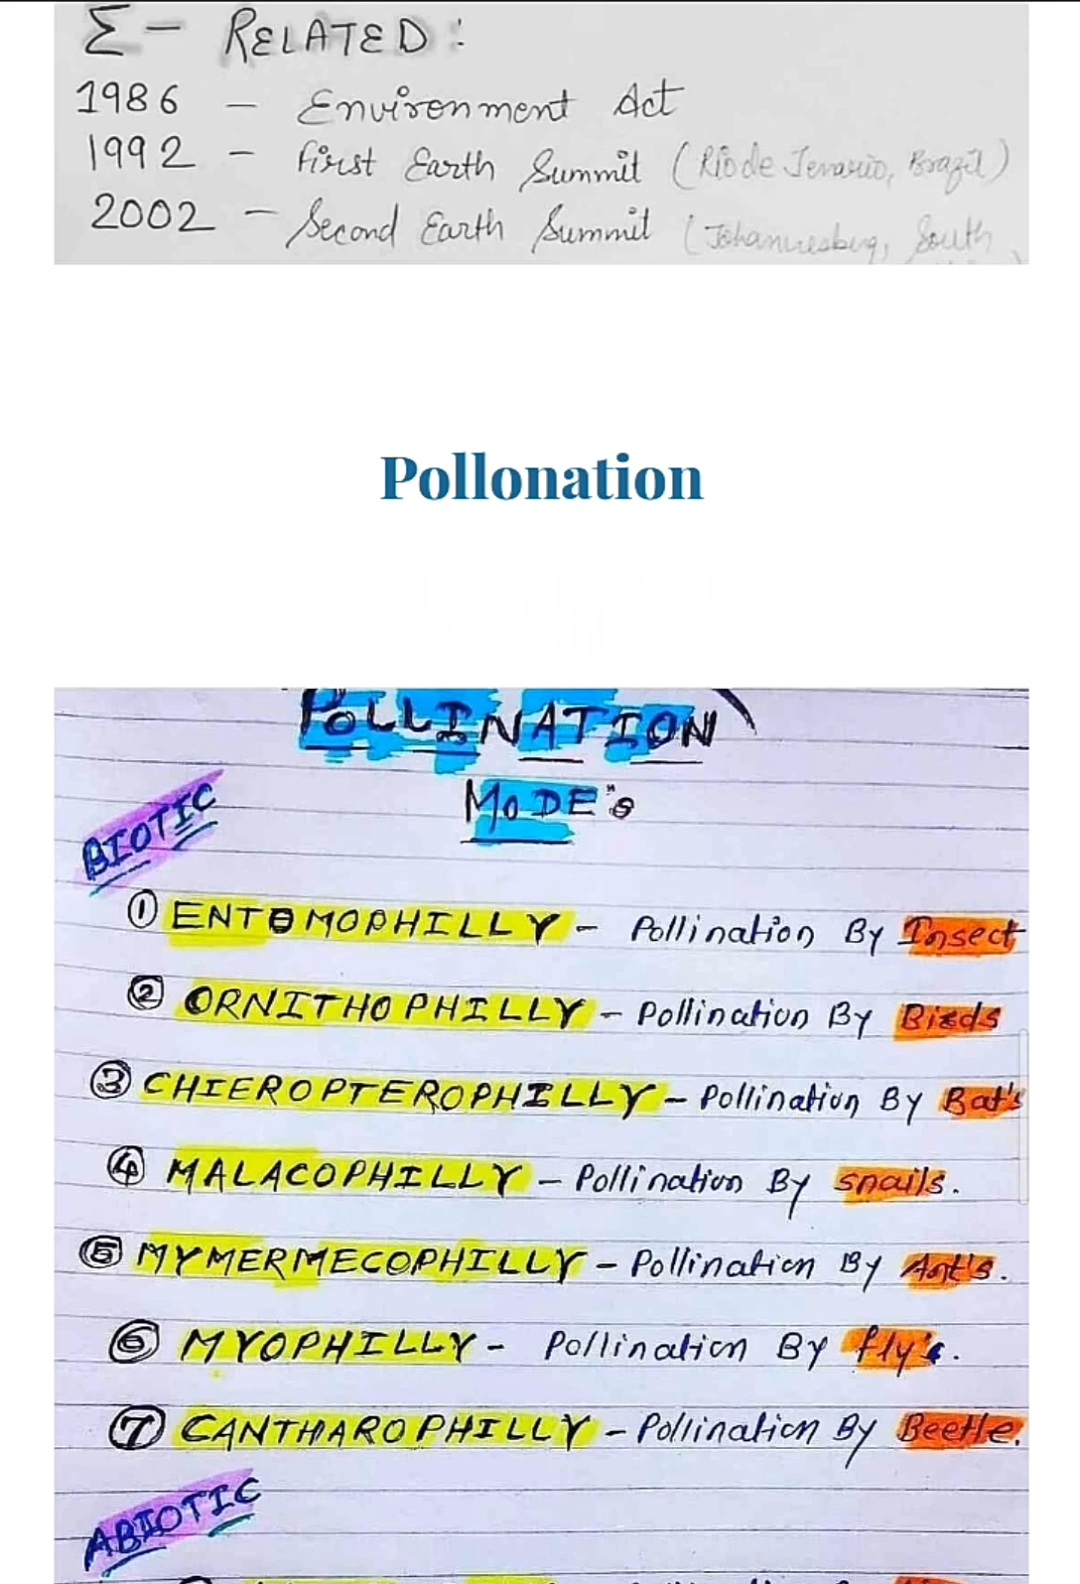 Σ - RELATED :
1986 - Environment Act
1992 - first Earth Summit (Rio de Jenario, Brazil)
2002 - Second Earth Summit (Johannesburg, South
Pollonation
POLLINATION
MODE's
BIOTIC
① ENTOMOPHILLY - Pollination By Insect
② ORNITHOPHILLY - Pollination By Birds
③ CHIEROPTEROPHILLY - Pollination By Bat's
④ MALACOPHILLY - Pollination By snails.
⑤ MYMERMECOPHILLY - Pollination By Ant's.
⑥ MYOPHILLY - Pollination By fly's.
⑦ CANTHAROPHILLY - Pollination By Beetle.
ABIOTIC